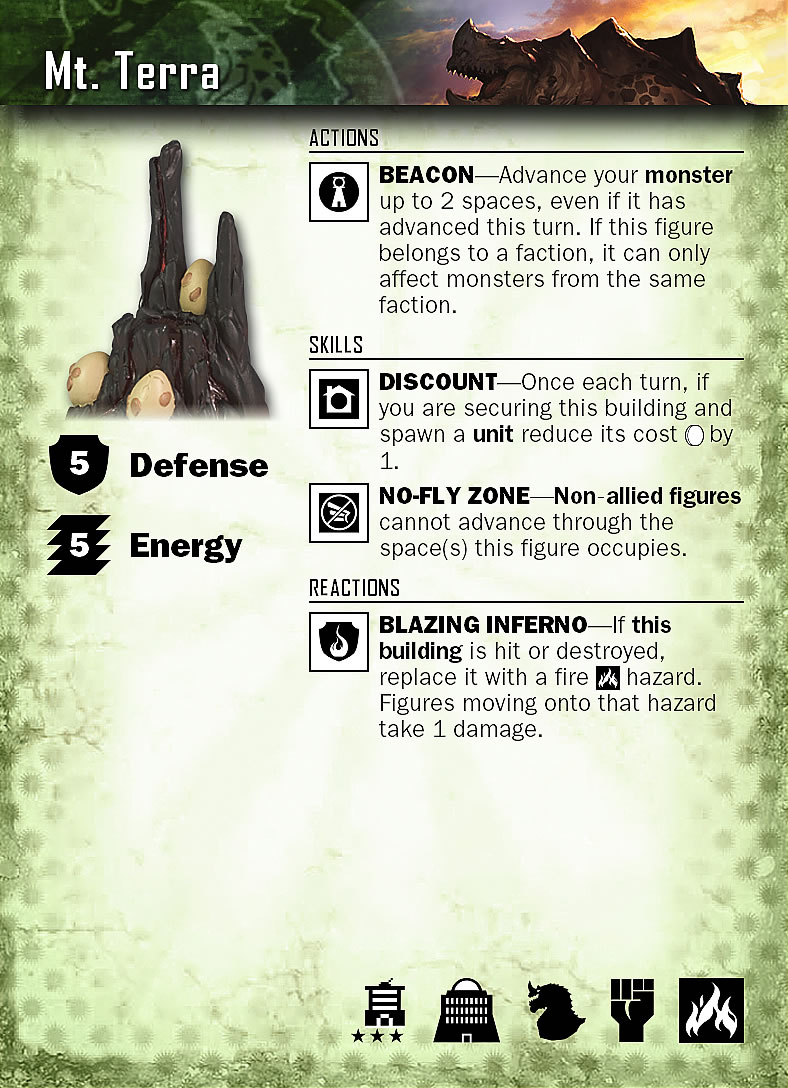 Mt. Terra
ACTIONS
BEACON—Advance your monster
up to 2 spaces, even if it has
advanced this turn. If this figure
belongs to a faction, it can only
affect monsters from the same
faction.
SKILLS
DISCOUNT—Once each turn, if
you are securing this building and
spawn a unit reduce its cost by
1.
NO-FLY ZONE—Non-allied figures
cannot advance through the
space(s) this figure occupies.
REACTIONS
BLAZING INFERNO—If this
building is hit or destroyed,
replace it with a fire hazard.
Figures moving onto that hazard
take 1 damage.
5 Defense
5 Energy